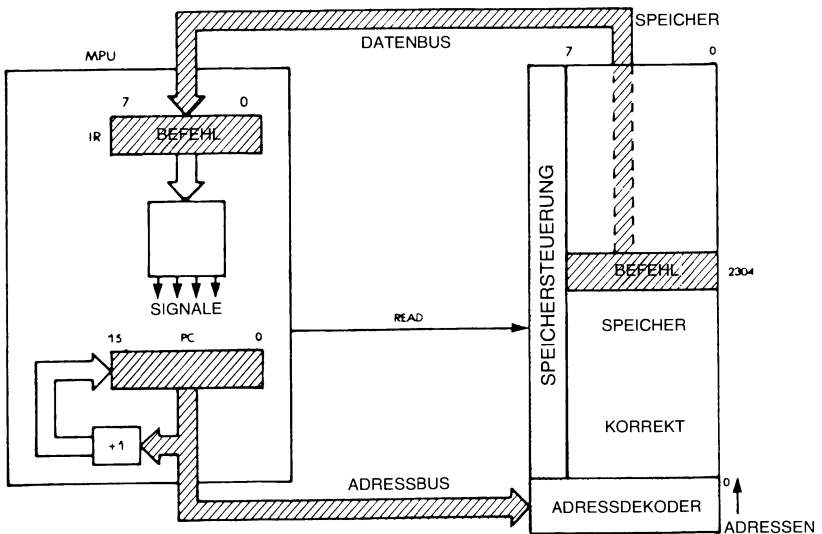 SPEICHER
DATENBUS
MPU
7 0
7 0
IR BEFEHL
SPEICHERSTEUERUNG
BEFEHL 2304
SIGNALE
READ
SPEICHER
15 PC 0
KORREKT
+1
ADRESSBUS
0
ADRESSDEKODER
ADRESSEN